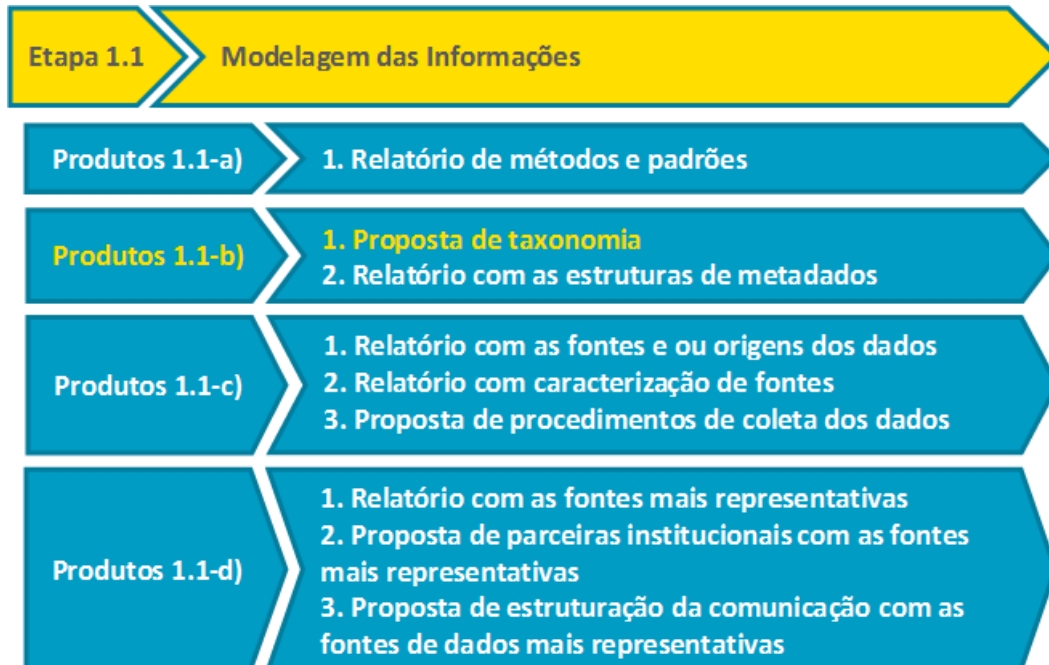 Etapa 1.1
Modelagem das Informações
Produtos 1.1-a)
1. Relatório de métodos e padrões
Produtos 1.1-b)
1. Proposta de taxonomia
2. Relatório com as estruturas de metadados
Produtos 1.1-c)
1. Relatório com as fontes e ou origens dos dados
2. Relatório com caracterização de fontes
3. Proposta de procedimentos de coleta dos dados
Produtos 1.1-d)
1. Relatório com as fontes mais representativas
2. Proposta de parceiras institucionais com as fontes
mais representativas
3. Proposta de estruturação da comunicação com as
fontes de dados mais representativas